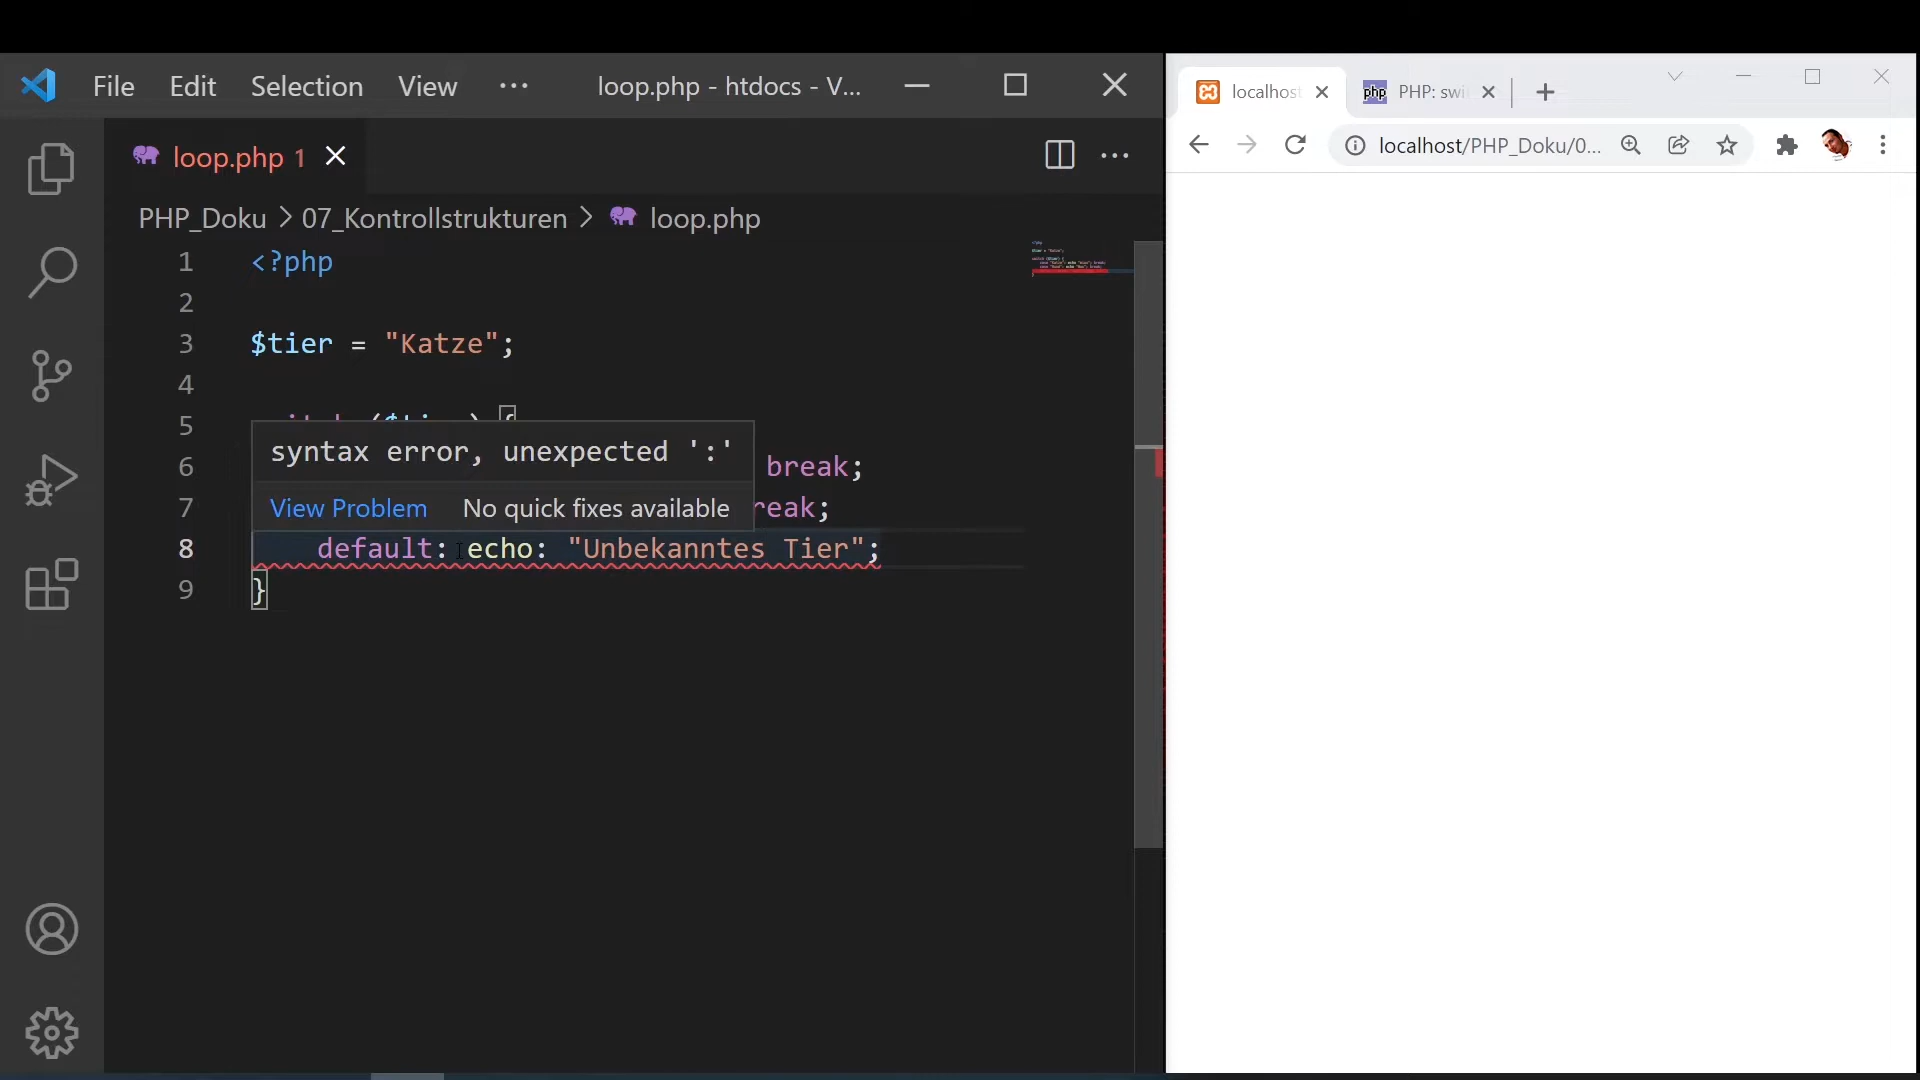 File Edit Selection View ··· loop.php - htdocs - V...
loop.php 1
PHP_Doku > 07_Kontrollstrukturen > loop.php
1 <?php
2
3 $tier = "Katze";
4
5
syntax error, unexpected ':'
6 break;
View Problem No quick fixes available
7
8 default: echo: "Unbekanntes Tier";
9 }
localhos
php PHP: swi
localhost/PHP_Doku/0...